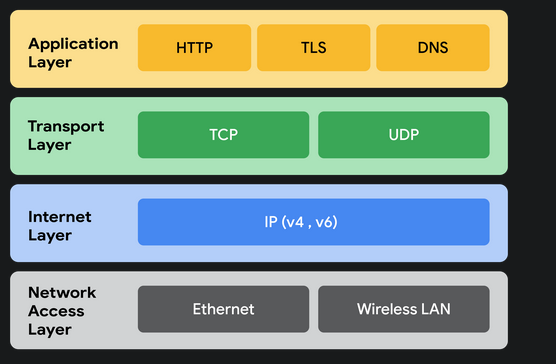 Application
Layer
HTTP
TLS
DNS
Transport
Layer
TCP
UDP
Internet
Layer
IP (v4 , v6)
Network
Access
Layer
Ethernet
Wireless LAN